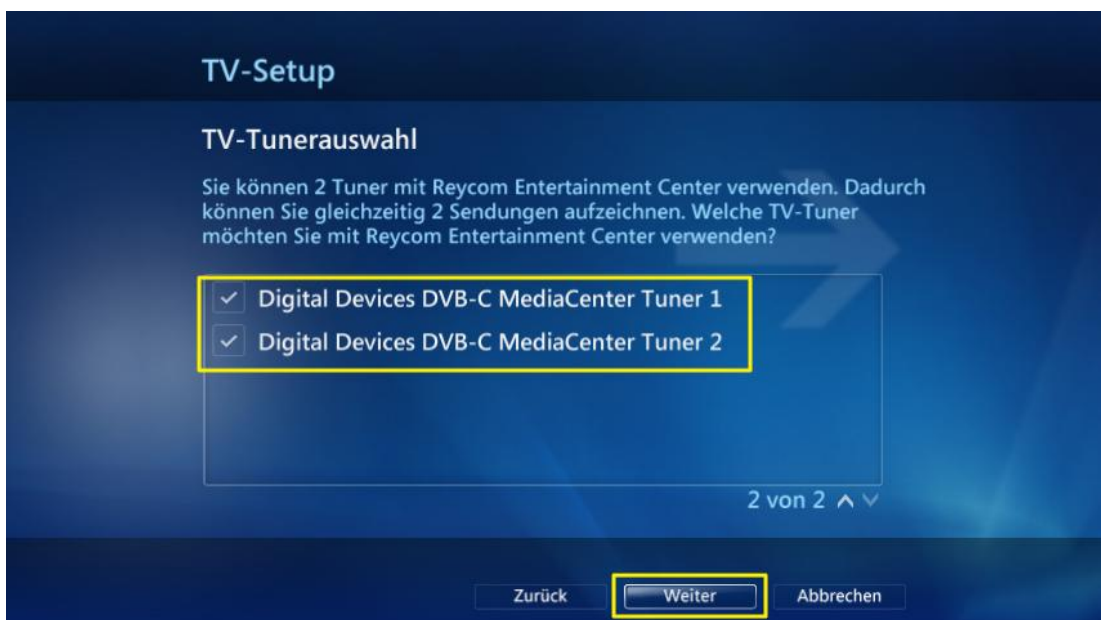 TV-Setup
TV-Tunerauswahl
Sie können 2 Tuner mit Reycom Entertainment Center verwenden. Dadurch
können Sie gleichzeitig 2 Sendungen aufzeichnen. Welche TV-Tuner
möchten Sie mit Reycom Entertainment Center verwenden?
Digital Devices DVB-C MediaCenter Tuner 1
Digital Devices DVB-C MediaCenter Tuner 2
2 von 2
Zurück Weiter Abbrechen